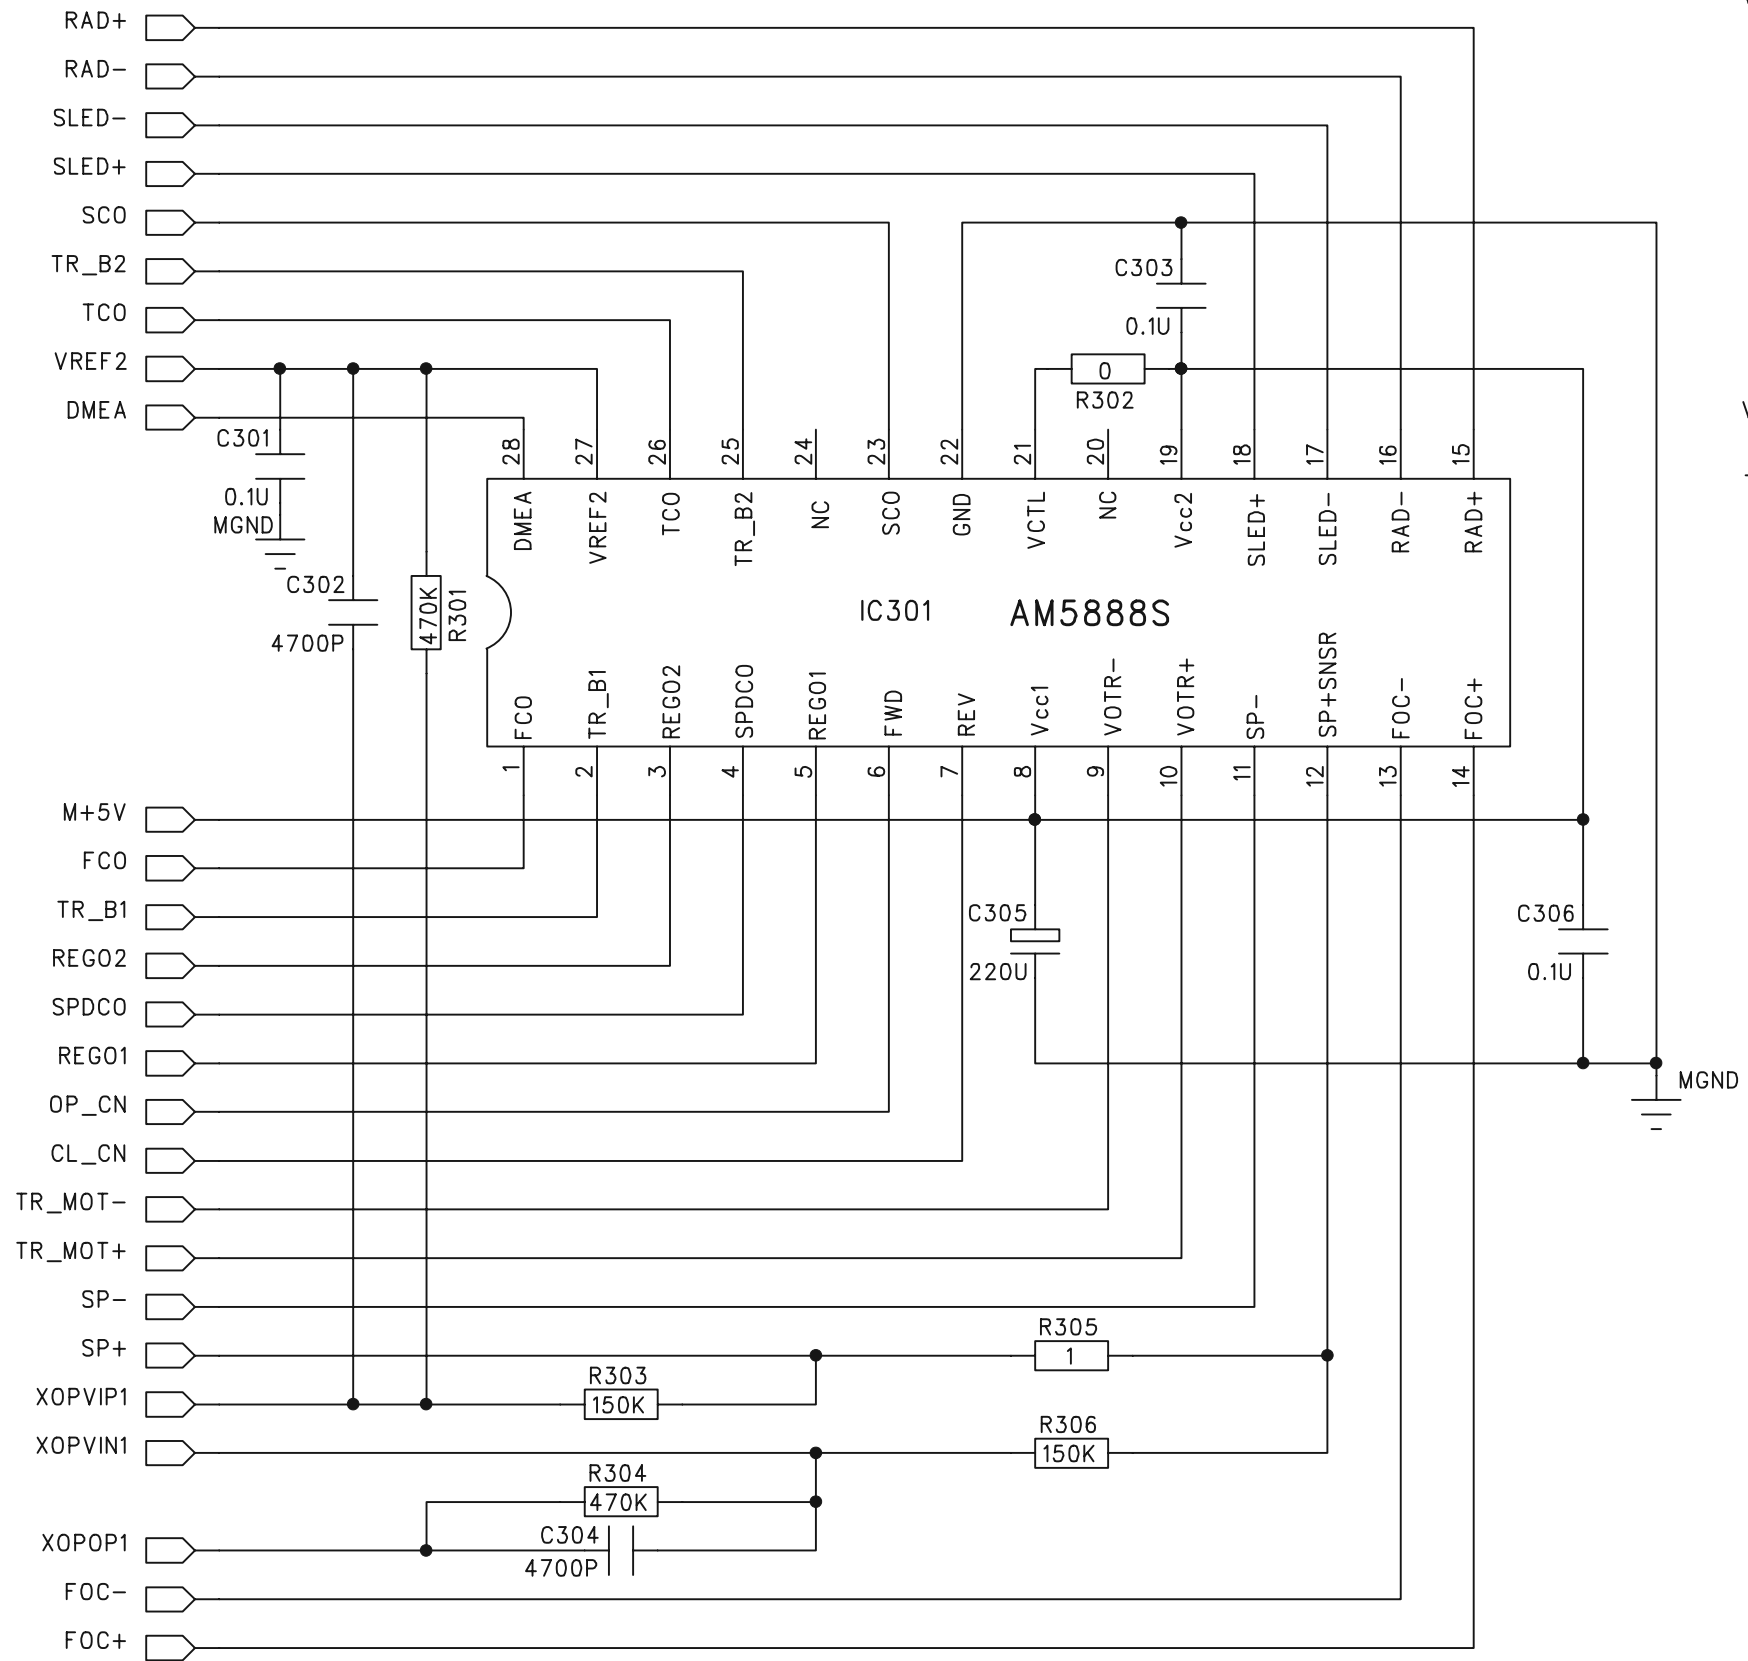 RAD+
RAD-
SLED-
SLED+
SCO
TR_B2
TCO
VREF2
DMEA
C303
0.1U
0
R302
C301
0.1U
MGND
28
27
26
25
24
23
22
21
20
19
18
17
16
15
DMEA
VREF2
TCO
TR_B2
NC
SCO
GND
VCTL
NC
Vcc2
SLED+
SLED-
RAD-
RAD+
C302
4700P
470K
R301
IC301
AM5888S
FCO
TR_B1
REGO2
SPDCO
REGO1
FWD
REV
Vcc1
VOTR-
VOTR+
SP-
SP+SNSR
FOC-
FOC+
1
2
3
4
5
6
7
8
9
10
11
12
13
14
M+5V
FCO
TR_B1
REGO2
SPDCO
REGO1
OP_CN
CL_CN
TR_MOT-
TR_MOT+
SP-
SP+
XOPVIP1
XOPVIN1
XOPOP1
FOC-
FOC+
C305
220U
C306
0.1U
MGND
R305
1
R303
150K
R306
150K
R304
470K
C304
4700P